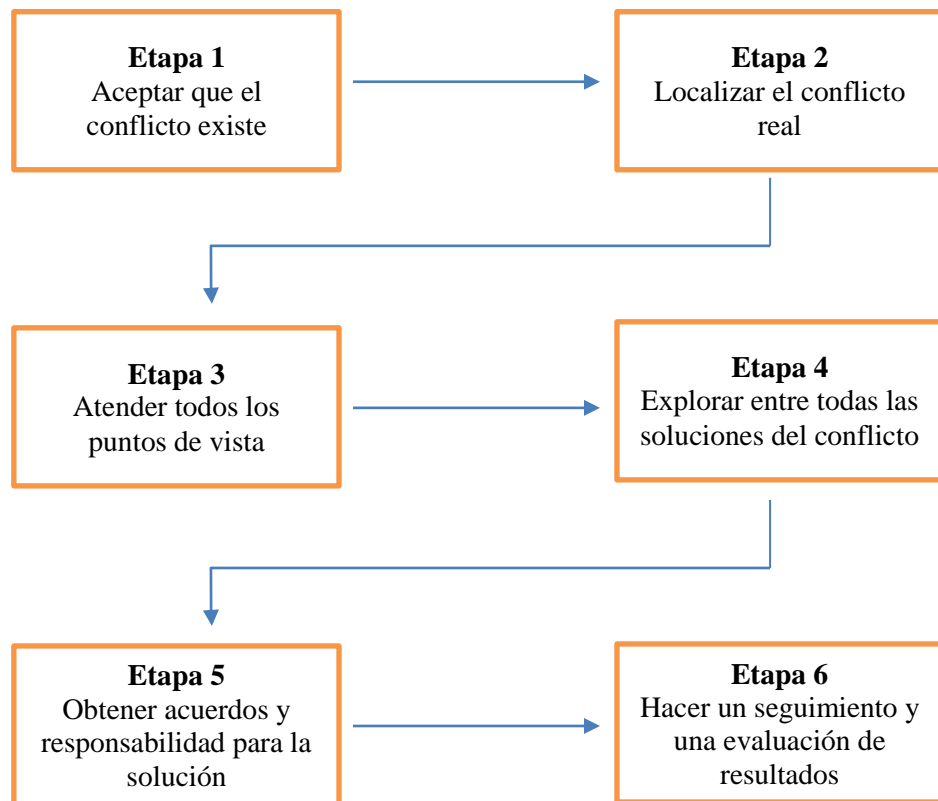 Etapa 1
Aceptar que el
conflicto existe
Etapa 2
Localizar el conflicto
real
Etapa 3
Atender todos los
puntos de vista
Etapa 4
Explorar entre todas las
soluciones del conflicto
Etapa 5
Obtener acuerdos y
responsabilidad para la
solución
Etapa 6
Hacer un seguimiento y
una evaluación de
resultados